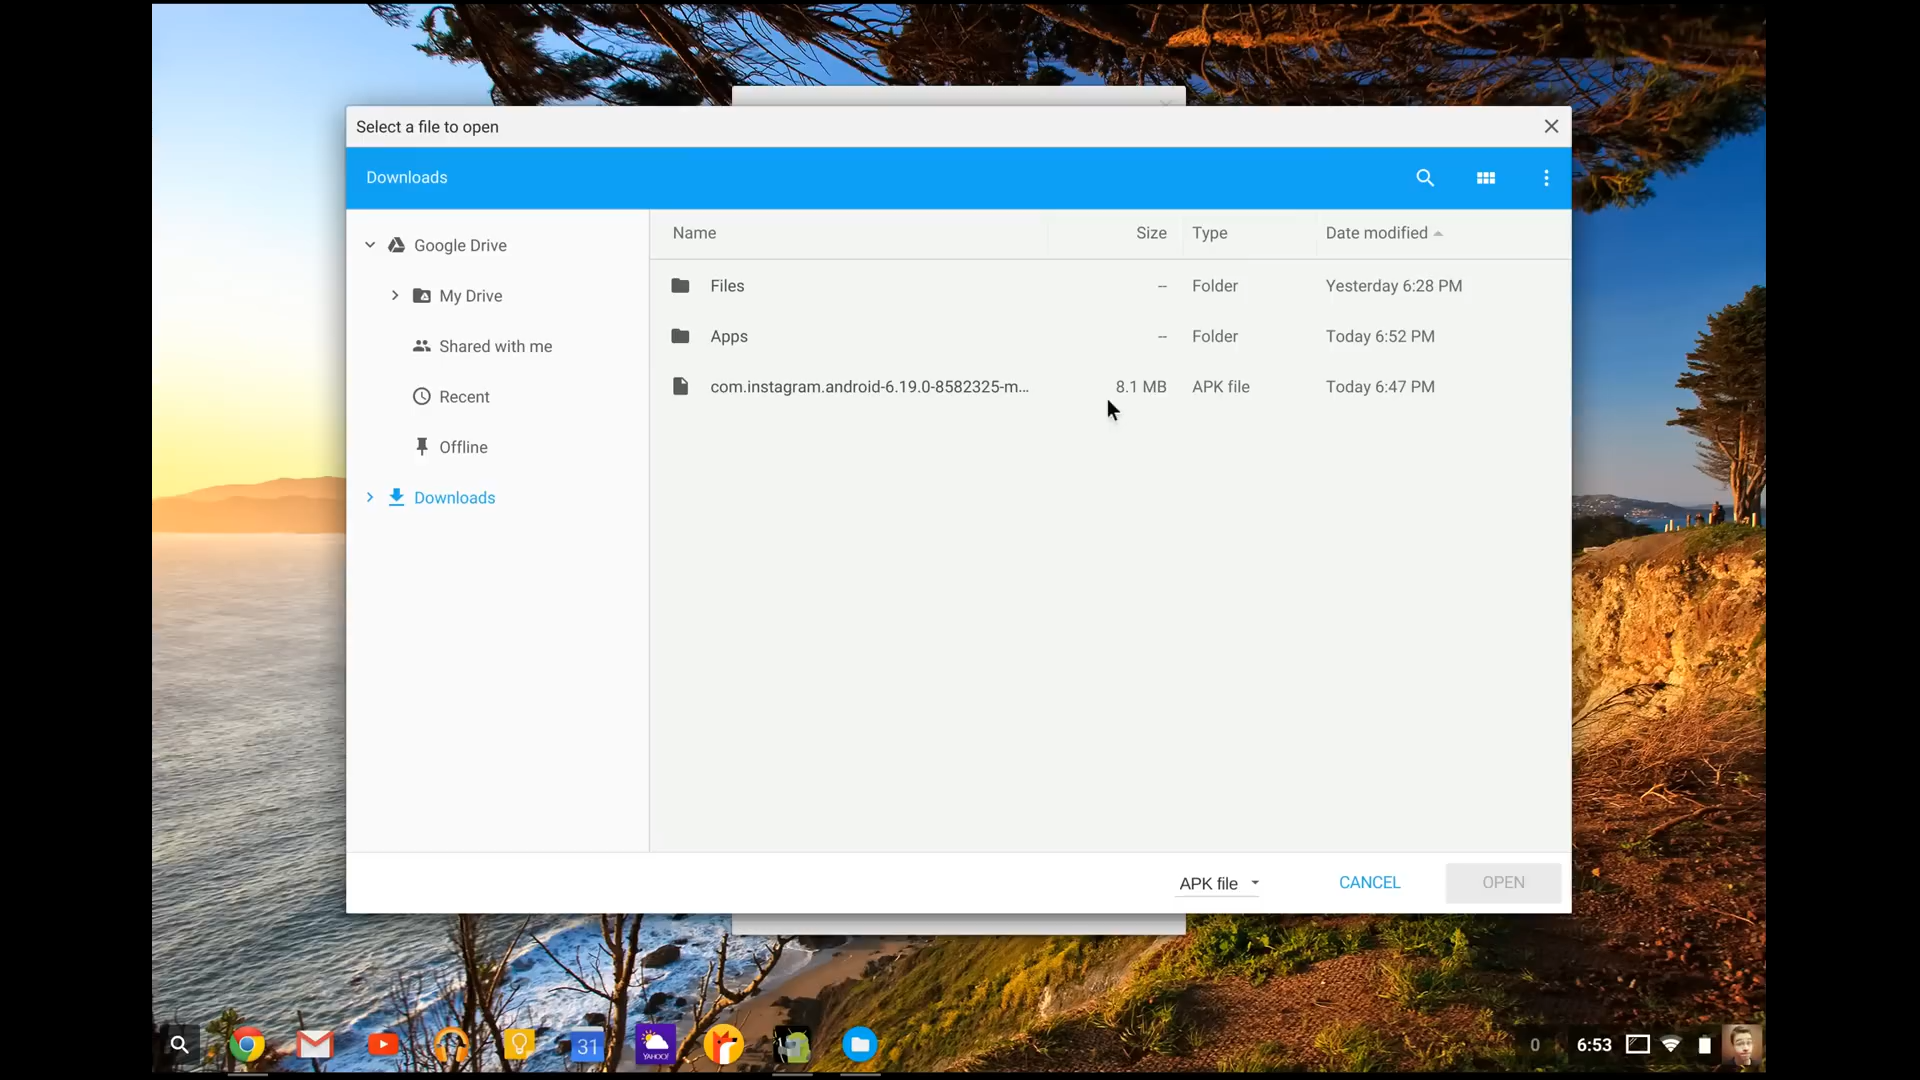 Select a file to open
Downloads
Name Size Type Date modified
Google Drive
My Drive
Shared with me
Recent
Offline
Downloads
Files -- Folder Yesterday 6:28 PM
Apps -- Folder Today 6:52 PM
com.instagram.android-6.19.0-8582325-m... 8.1 MB APK file Today 6:47 PM
APK file CANCEL OPEN
31
YAHOO!
0 6:53